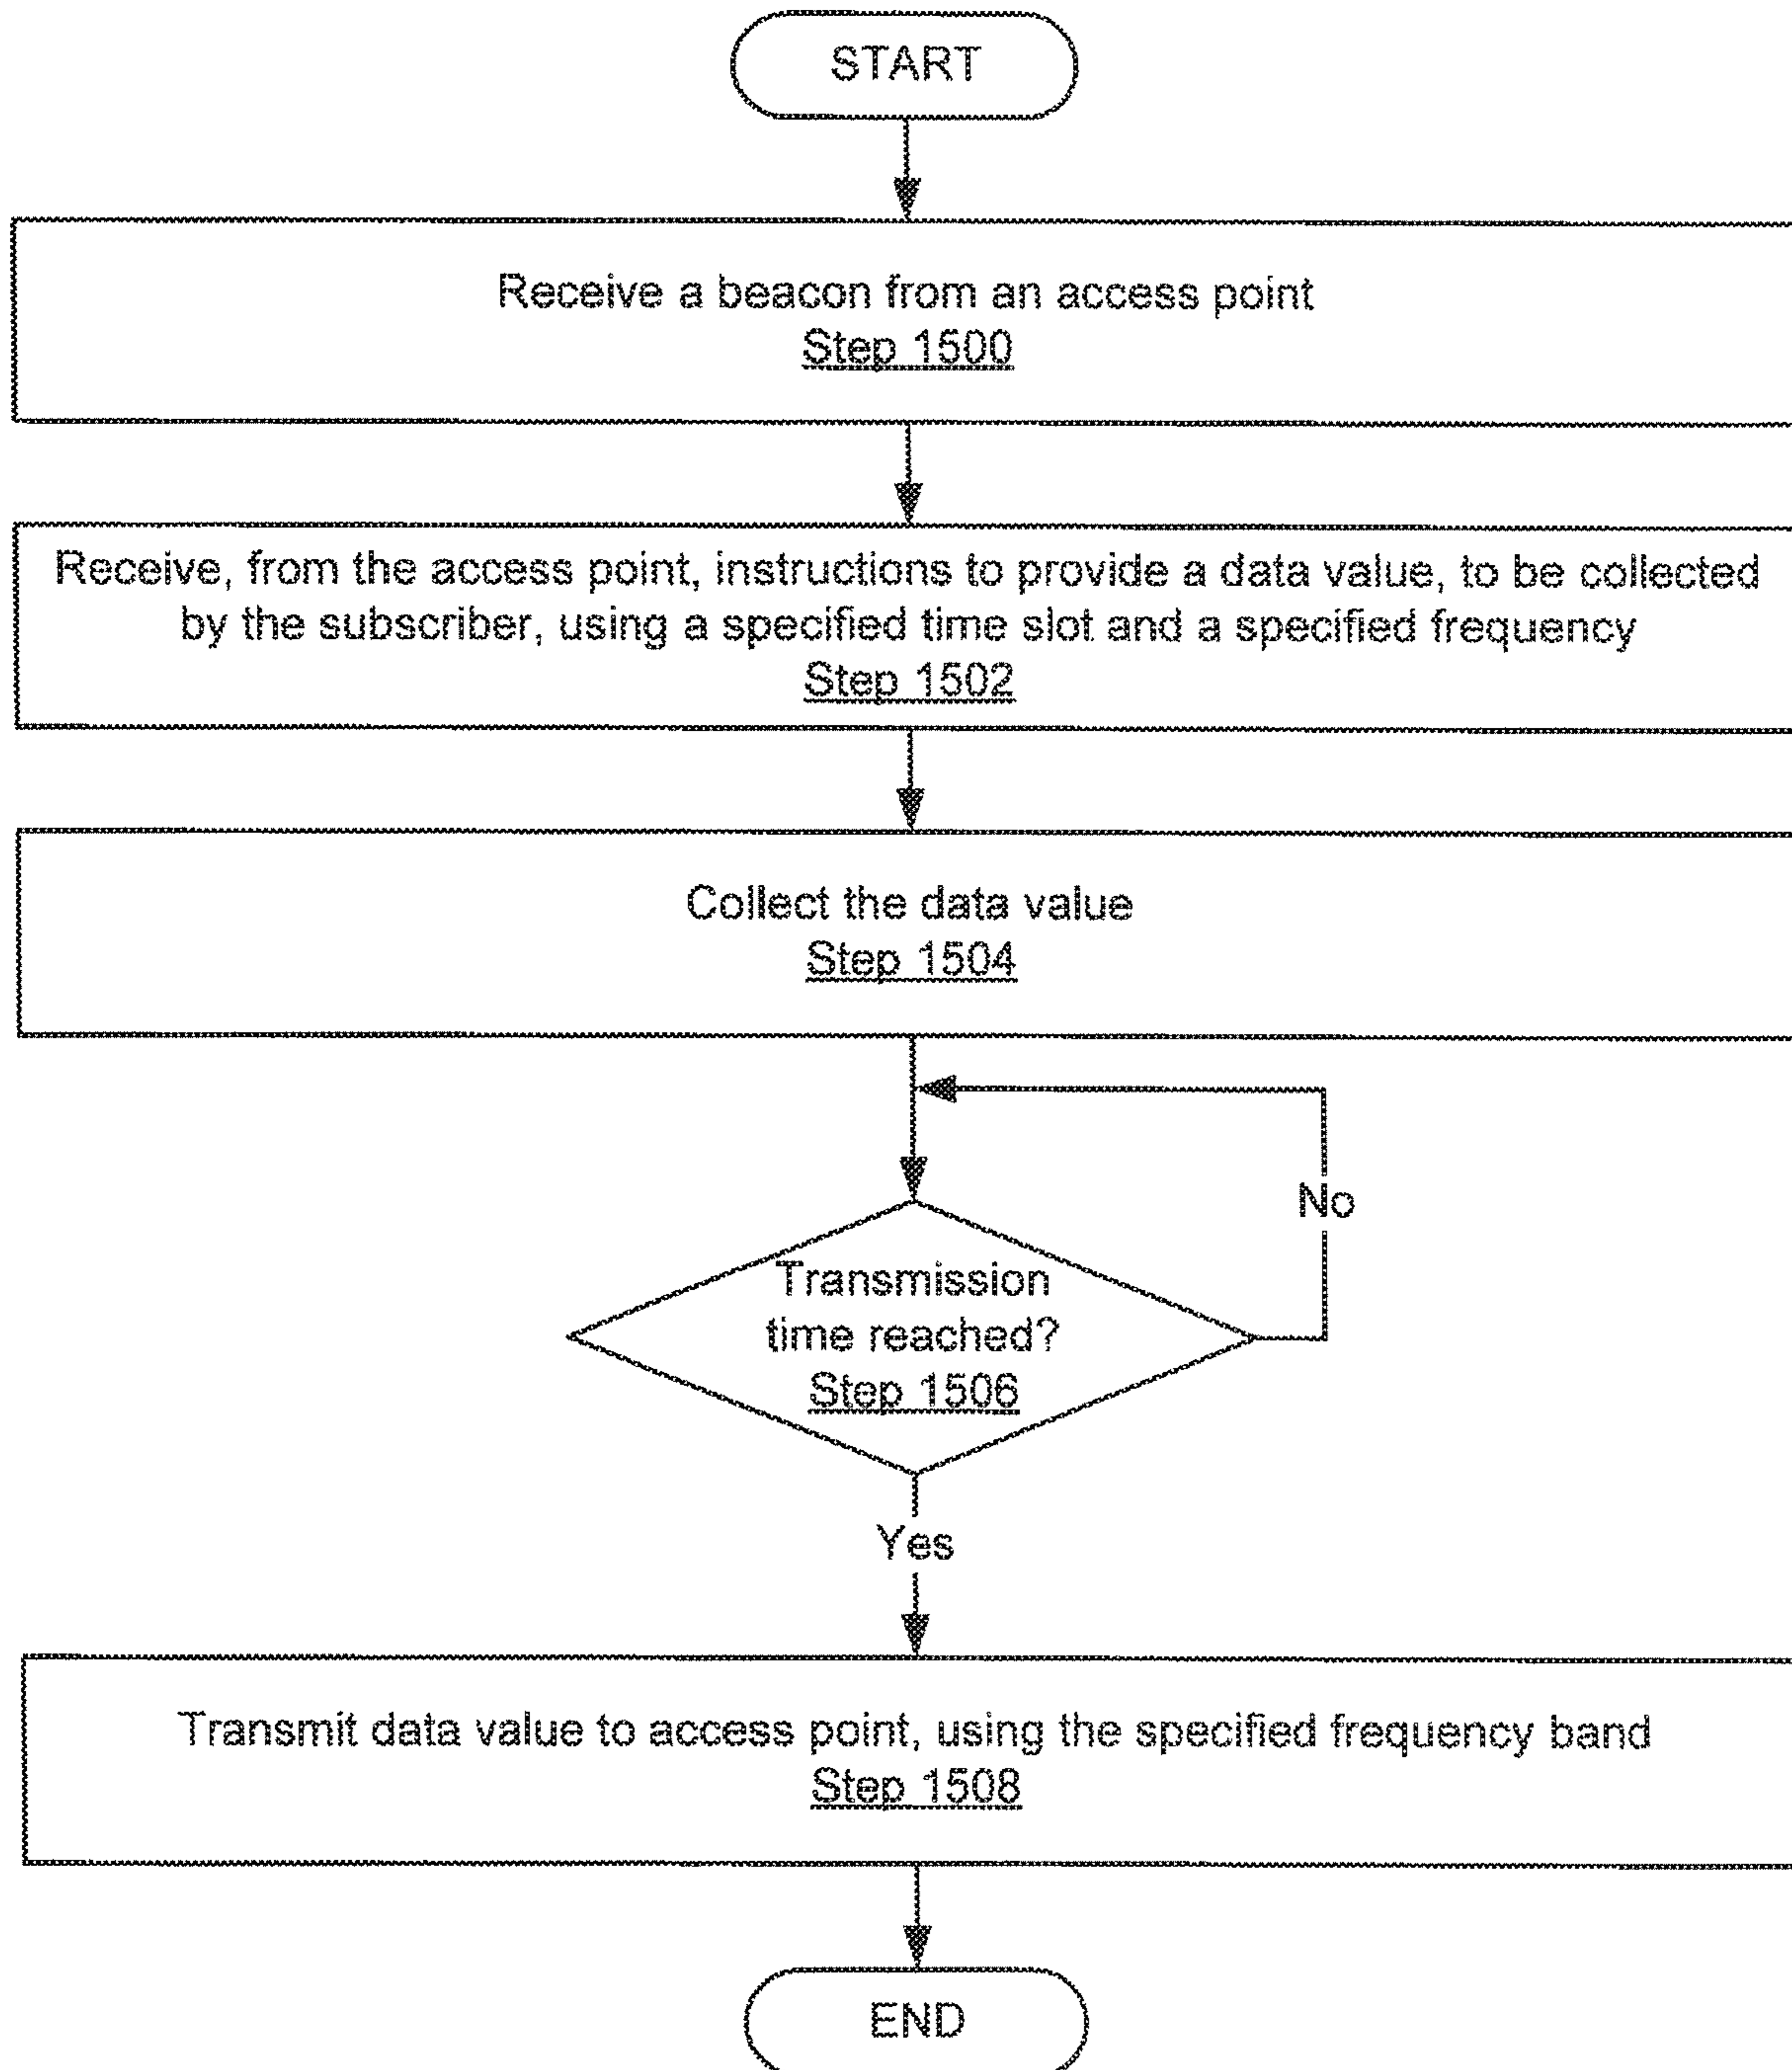 START
Receive a beacon from an access point
Step 1500
Receive, from the access point, instructions to provide a data value, to be collected
by the subscriber, using a specified time slot and a specified frequency
Step 1502
Collect the data value
Step 1504
No
Transmission
time reached?
Step 1506
Yes
Transmit data value to access point, using the specified frequency band
Step 1508
END